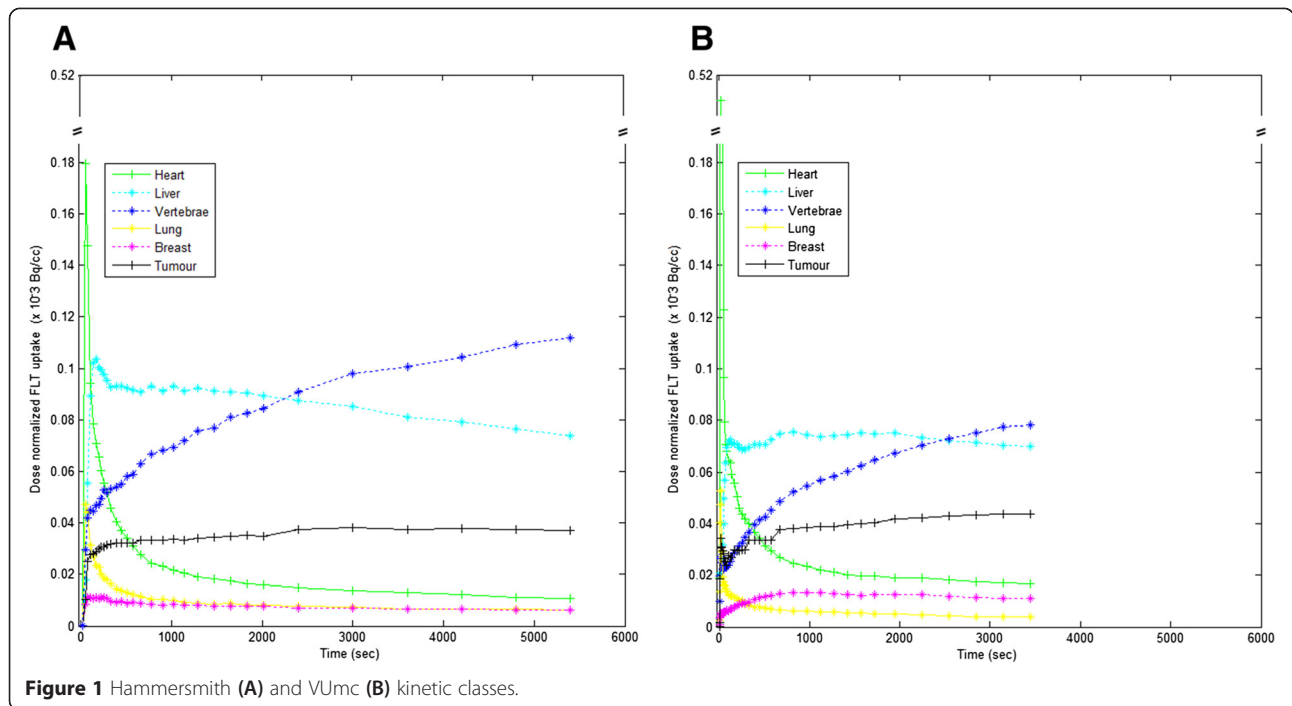 A
B
0.52
0.18
0.16
0.14
0.12
0.1
0.08
0.06
0.04
0.02
0
Dose normalized FLT uptake (x 10-3 Bq/cc)
Heart
Liver
Vertebrae
Lung
Breast
Tumour
0 1000 2000 3000 4000 5000 6000
Time (sec)
0.52
0.18
0.16
0.14
0.12
0.1
0.08
0.06
0.04
0.02
0
Dose normalized FLT uptake (x 10-3 Bq/cc)
Heart
Liver
Vertebrae
Lung
Breast
Tumour
0 1000 2000 3000 4000 5000 6000
Time (sec)
Figure 1 Hammersmith (A) and VUmc (B) kinetic classes.